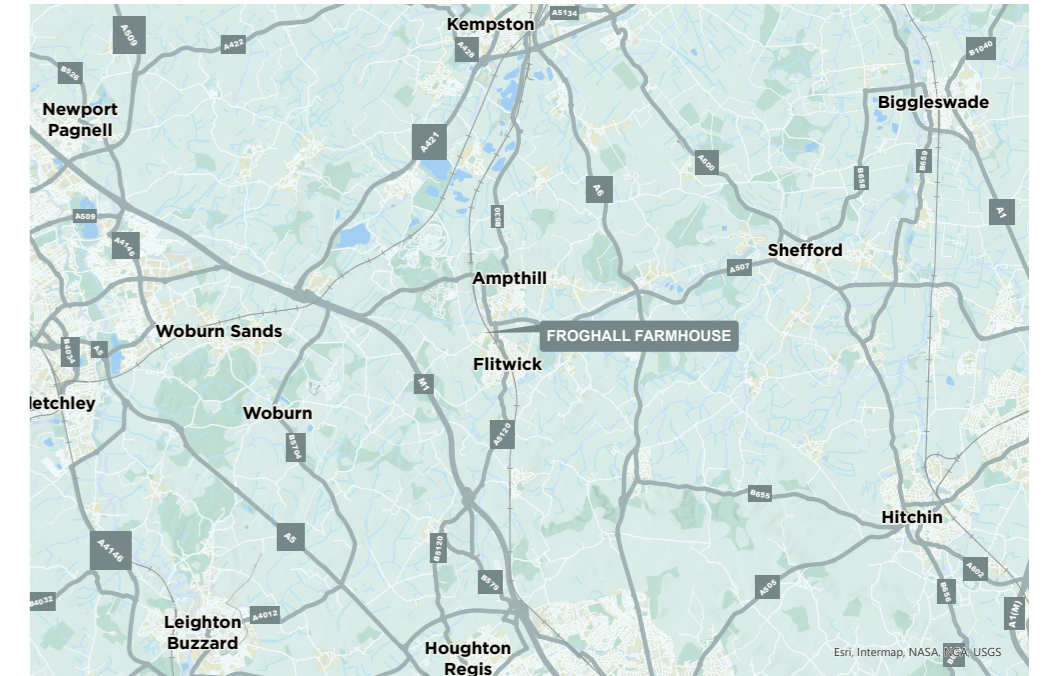 Kempston
A5134
A509
A422
A428
B1040
B526
Newport
Pagnell
Biggleswade
A421
A600
B659
B658
A6
A509
B530
A1
A4146
Shefford
A507
Ampthill
Woburn Sands
FROGHALL FARMHOUSE
B4034
A5
Flitwick
letchley
M1
Woburn
A5120
B5704
B655
Hitchin
A5
A4146
B5120
A602
B579
A505
B656
B4032
A4012
A1(M)
Leighton
Buzzard
Houghton
Regis
Esri, Intermap, NASA, NGA, USGS